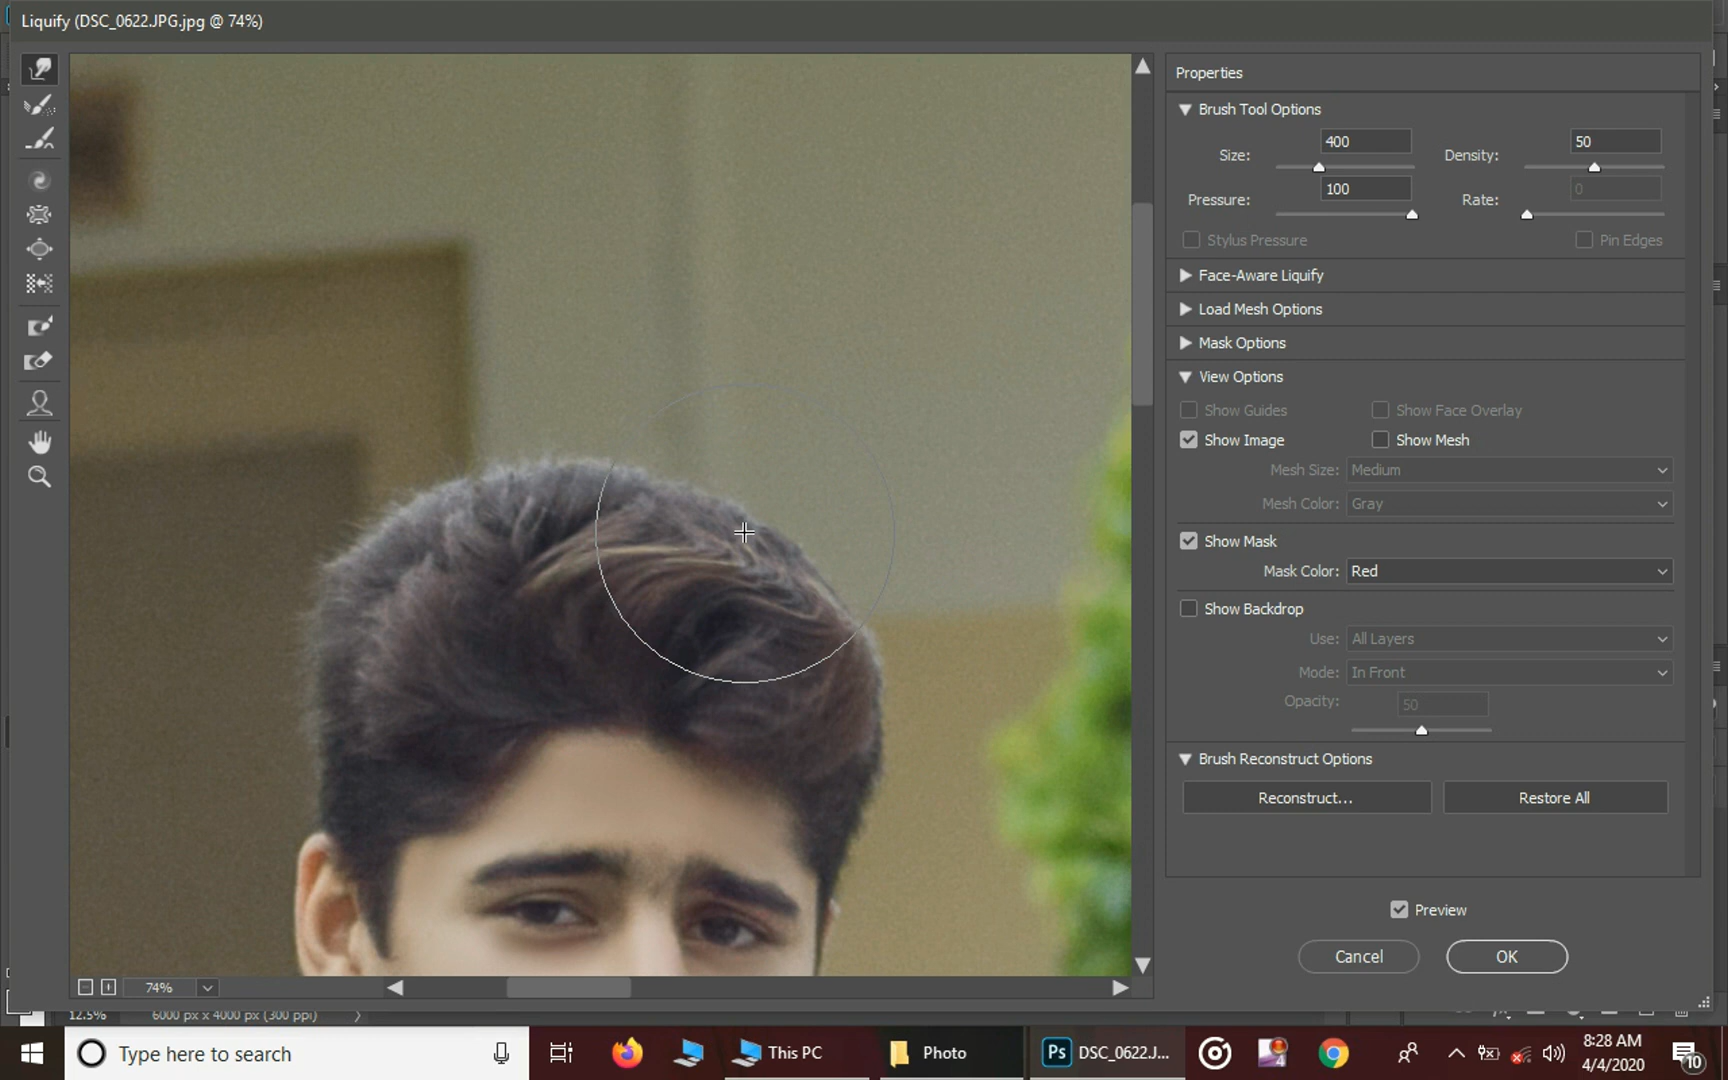 Liquify (DSC_0622.JPG.jpg @ 74%)
Properties
Brush Tool Options
Size: 400 Density: 50
Pressure: 100 Rate: 0
Stylus Pressure Pin Edges
Face-Aware Liquify
Load Mesh Options
Mask Options
View Options
Show Guides Show Face Overlay
Show Image Show Mesh
Mesh Size: Medium
Mesh Color: Gray
Show Mask
Mask Color: Red
Show Backdrop
Use: All Layers
Mode: In Front
Opacity: 50
Brush Reconstruct Options
Reconstruct... Restore All
Preview
Cancel OK
74%
12.5% 6000 px x 4000 px (300 ppi)
Type here to search This PC Photo Ps DSC_0622.J... 4 8:28 AM
4/4/2020 10